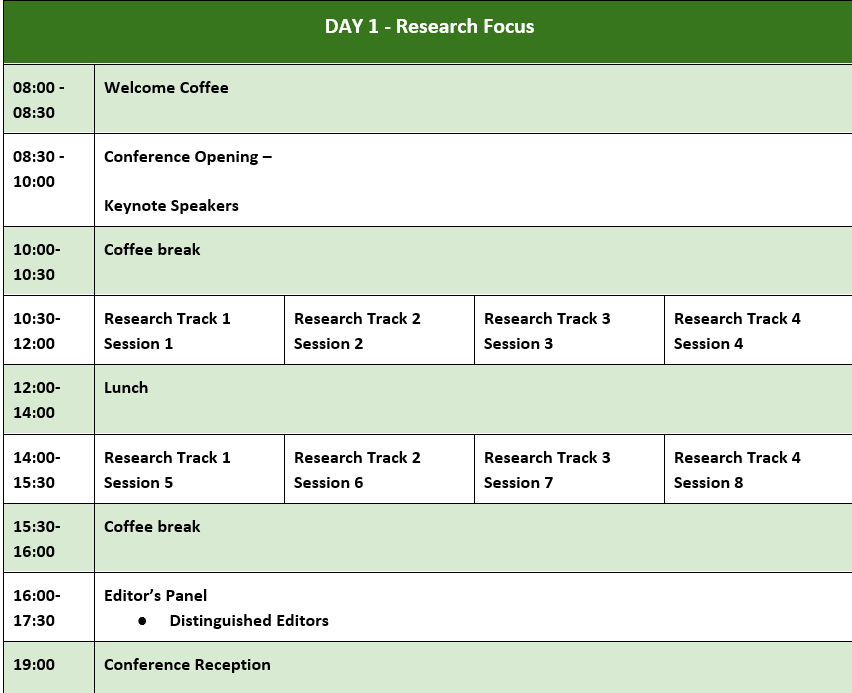 DAY 1 - Research Focus
08:00 -
08:30
Welcome Coffee
08:30 -
10:00
Conference Opening –
Keynote Speakers
10:00-
10:30
Coffee break
10:30-
12:00
Research Track 1
Session 1
Research Track 2
Session 2
Research Track 3
Session 3
Research Track 4
Session 4
12:00-
14:00
Lunch
14:00-
15:30
Research Track 1
Session 5
Research Track 2
Session 6
Research Track 3
Session 7
Research Track 4
Session 8
15:30-
16:00
Coffee break
16:00-
17:30
Editor’s Panel
● Distinguished Editors
19:00
Conference Reception